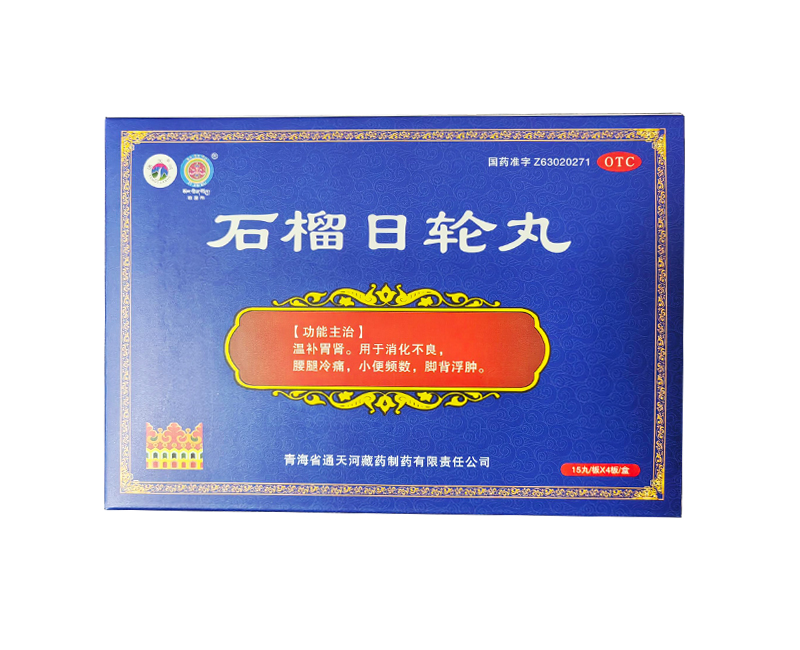 国药准字 Z63020271
OTC
石榴日轮丸
【功能主治】
温补胃肾。用于消化不良，
腰腿冷痛，小便频数，脚背浮肿。
青海省通天河藏药制药有限责任公司
15丸/板X4板/盒